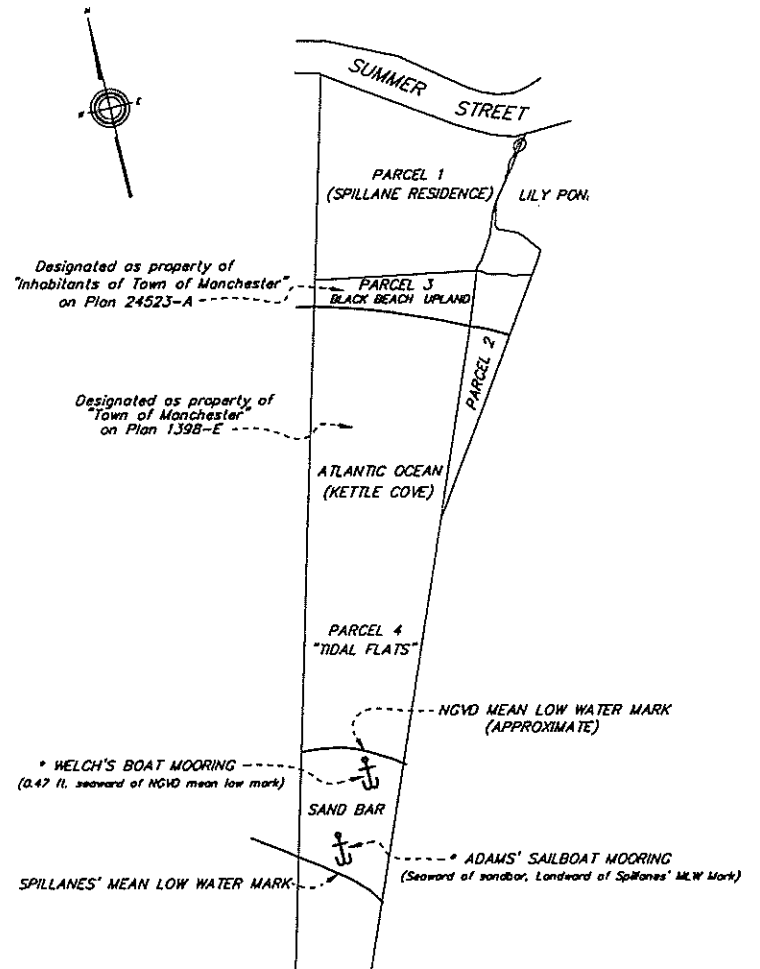 N
E
W
SUMMER STREET
PARCEL 1
(SPILLANE RESIDENCE)
LILY PON
Designated as property of
"Inhabitants of Town of Manchester"
on Plan 24523-A
PARCEL 3
BLACK BEACH UPLAND
PARCEL 2
Designated as property of
"Town of Manchester"
on Plan 1398-E
ATLANTIC OCEAN
(KETTLE COVE)
PARCEL 4
"TIDAL FLATS"
NGVD MEAN LOW WATER MARK
(APPROXIMATE)
* WELCH'S BOAT MOORING
(0.47 ft. seaward of NGVD mean low mark)
SAND BAR
* ADAMS' SAILBOAT MOORING
(Seaward of sandbar, Landward of Spillanes' MLW Mark)
SPILLANES' MEAN LOW WATER MARK